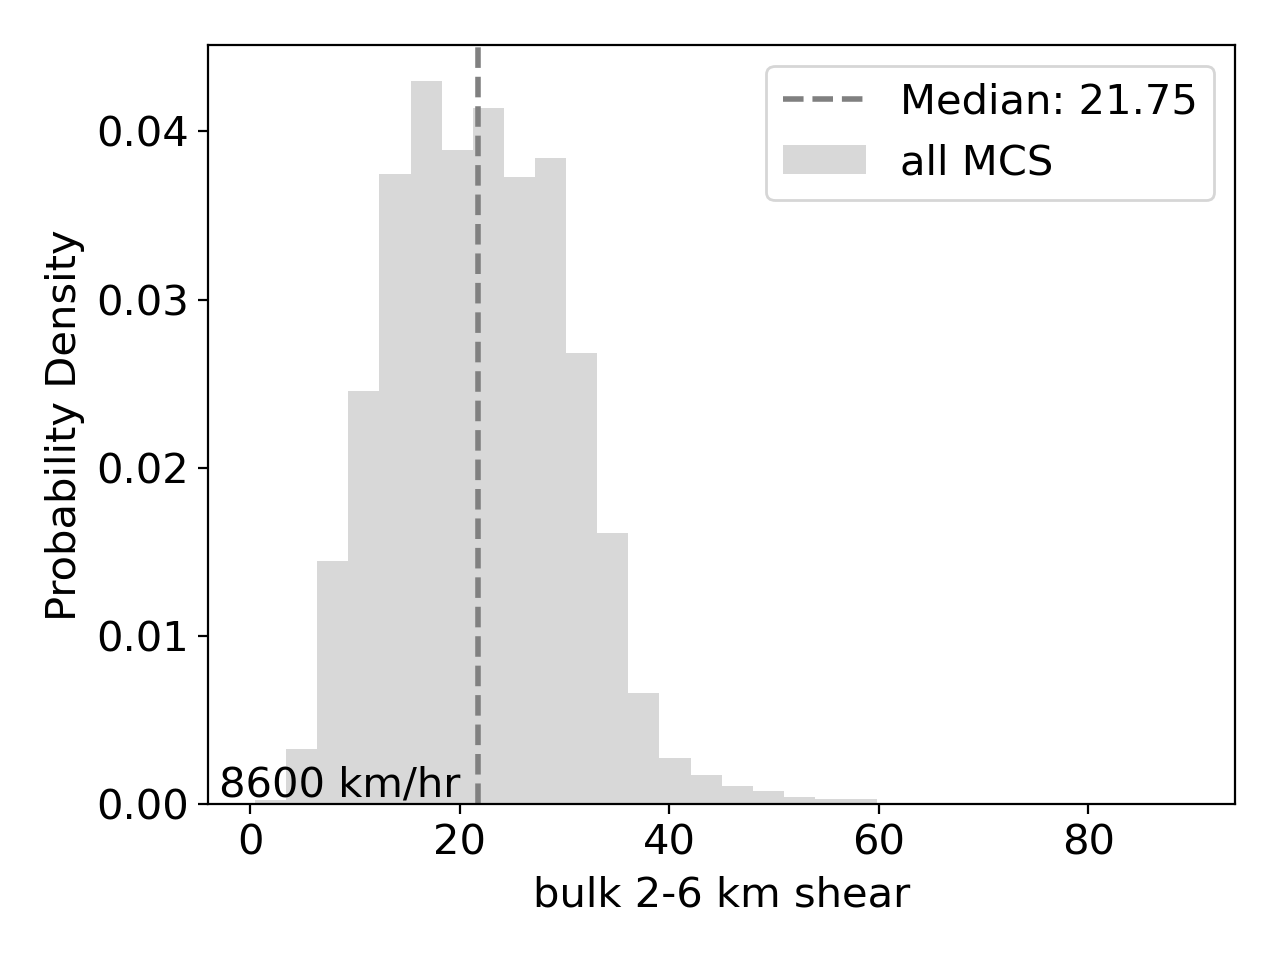 Median: 21.75
all MCS
Probability Density
0.04
0.03
0.02
0.01
0.00
8600 km/hr
0 20 40 60 80
bulk 2-6 km shear